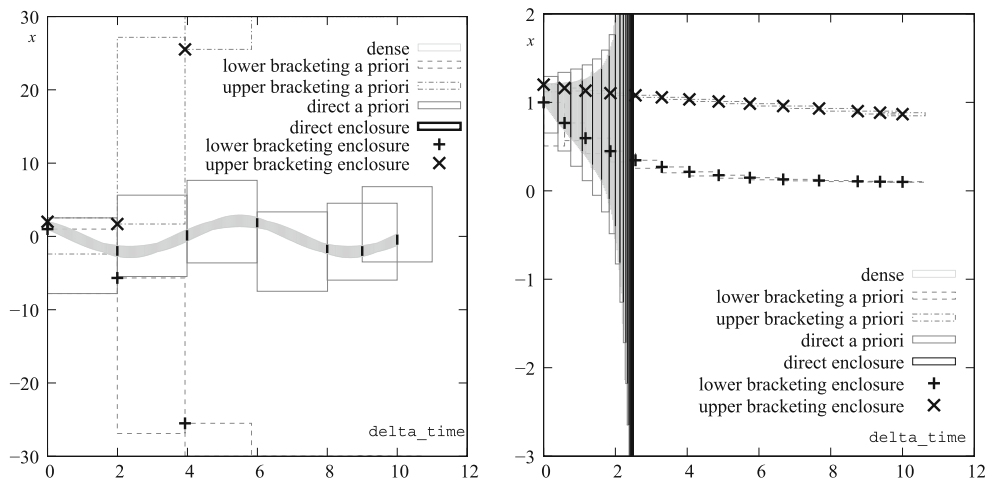 30
x
20
10
0
−10
−20
−30
0
2
4
6
8
10
12
dense
lower bracketing a priori
upper bracketing a priori
direct a priori
direct enclosure
lower bracketing enclosure
upper bracketing enclosure
delta_time
2
x
1
0
−1
−2
−3
0
2
4
6
8
10
12
dense
lower bracketing a priori
upper bracketing a priori
direct a priori
direct enclosure
lower bracketing enclosure
upper bracketing enclosure
delta_time